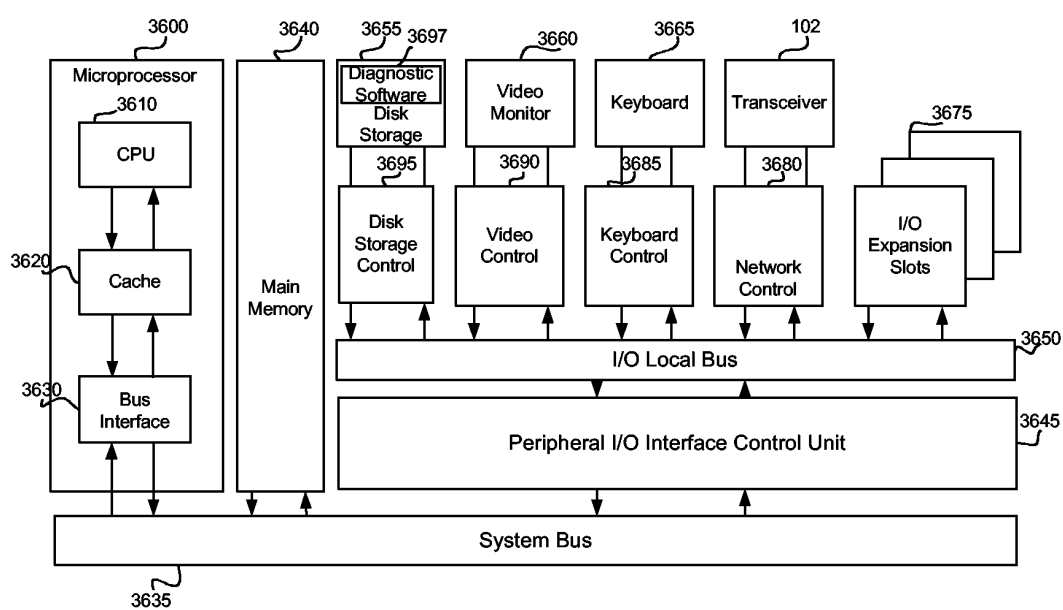 3600
3640
3655
3697
3660
3665
102
Microprocessor
3610
CPU
3620
Cache
3630
Bus
Interface
Main
Memory
Diagnostic
Software
Disk
Storage
Video
Monitor
Keyboard
Transceiver
3675
3695
3690
3685
3680
Disk
Storage
Control
Video
Control
Keyboard
Control
Network
Control
I/O
Expansion
Slots
I/O Local Bus
3650
Peripheral I/O Interface Control Unit
3645
System Bus
3635